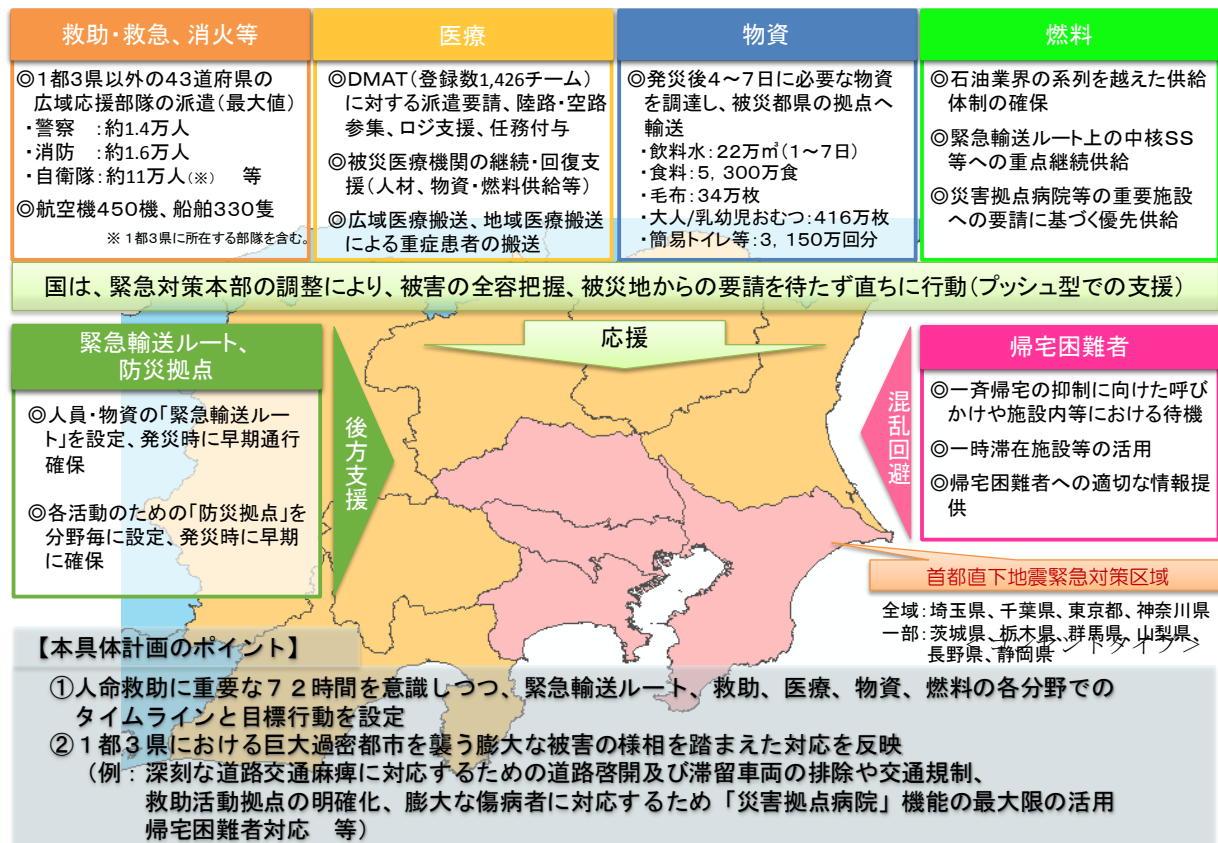 救助・救急、消火等
◎１都３県以外の43道府県の
広域応援部隊の派遣（最大値）
・警察　：約1.4万人
・消防　：約1.6万人
・自衛隊：約11万人（※）　等
◎航空機450機、船舶330隻
※１都３県に所在する部隊を含む。
医療
◎DMAT（登録数1,426チーム）
に対する派遣要請、陸路・空路
参集、ロジ支援、任務付与
◎被災医療機関の継続・回復支
援（人材、物資・燃料供給等）
◎広域医療搬送、地域医療搬送
による重症患者の搬送
物資
◎発災後４～７日に必要な物資
を調達し、被災都県の拠点へ
輸送
・飲料水：22万㎥（１～７日）
・食料：５，３００万食
・毛布：34万枚
・大人/乳幼児おむつ：416万枚
・簡易トイレ等：３，１５０万回分
燃料
◎石油業界の系列を越えた供給
体制の確保
◎緊急輸送ルート上の中核ＳＳ
等への重点継続供給
◎災害拠点病院等の重要施設
への要請に基づく優先供給
国は、緊急対策本部の調整により、被害の全容把握、被災地からの要請を待たず直ちに行動（プッシュ型での支援）
応援
緊急輸送ルート、
防災拠点
◎人員・物資の「緊急輸送ルー
ト」を設定、発災時に早期通行
確保
◎各活動のための「防災拠点」を
分野毎に設定、発災時に早期
に確保
後方支援
混乱回避
帰宅困難者
◎一斉帰宅の抑制に向けた呼び
かけや施設内等における待機
◎一時滞在施設等の活用
◎帰宅困難者への適切な情報提
供
首都直下地震緊急対策区域
全域：埼玉県、千葉県、東京都、神奈川県
一部：茨城県、栃木県、群馬県、山梨県、
長野県、静岡県
【本具体計画のポイント】
①人命救助に重要な７２時間を意識しつつ、緊急輸送ルート、救助、医療、物資、燃料の各分野での
タイムラインと目標行動を設定
②１都３県における巨大過密都市を襲う膨大な被害の様相を踏まえた対応を反映
（例：深刻な道路交通麻痺に対応するための道路啓開及び滞留車両の排除や交通規制、
救助活動拠点の明確化、膨大な傷病者に対応するため「災害拠点病院」機能の最大限の活用
帰宅困難者対応　等）